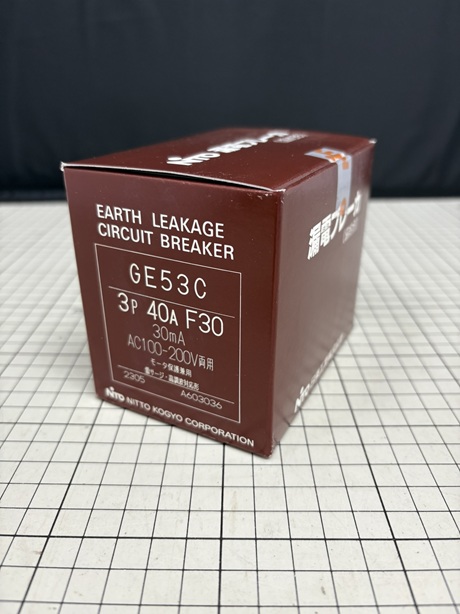 EARTH LEAKAGE
CIRCUIT BREAKER
GE53C
3P 40A F30
30mA
AC100-200V両用
モータ保護兼用
雷サージ・高調波対応形
2305 A603036
NITO NITTO KOGYO CORPORATION
漏電ブレーカ